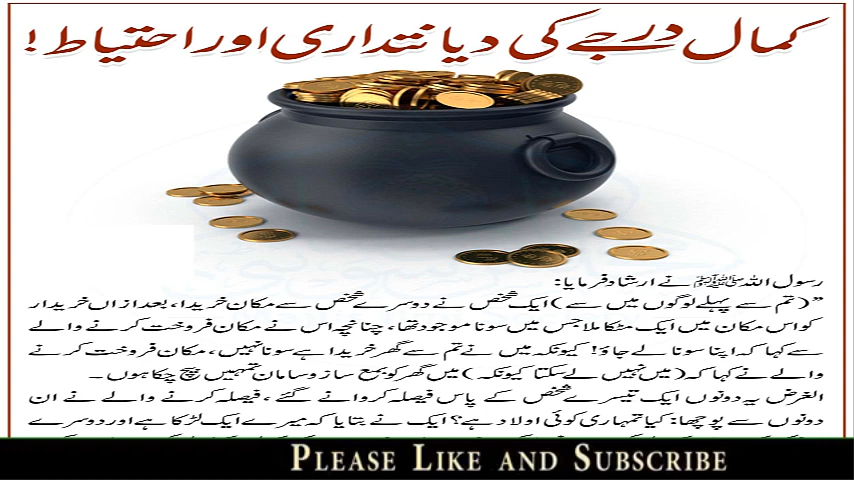 کمال درجے کی دیانتداری اور احتیاط!
رسول اللہ ﷺ نے ارشاد فرمایا:
”(تم سے پہلے لوگوں میں سے) ایک شخص نے دوسرے شخص سے مکان خریدا، بعد ازاں خریدار
کو اس مکان میں ایک مٹکا ملا جس میں سونا موجود تھا، چنانچہ اس نے مکان فروخت کرنے والے
سے کہا کہ اپنا سونا لے جاؤ! کیونکہ میں نے تم سے گھر خریدا ہے سونا نہیں، مکان فروخت کرنے
والے نے کہا کہ (میں نہیں لے سکتا کیونکہ) میں گھر کو بمع ساز و سامان تمہیں بیچ چکا ہوں۔
الغرض یہ دونوں ایک تیسرے شخص کے پاس فیصلہ کروانے گئے، فیصلہ کرنے والے نے ان
دونوں سے پوچھا: کیا تمہاری کوئی اولاد ہے؟ ایک نے بتایا کہ میرے ایک لڑکا ہے اور دوسرے
PLEASE LIKE AND SUBSCRIBE